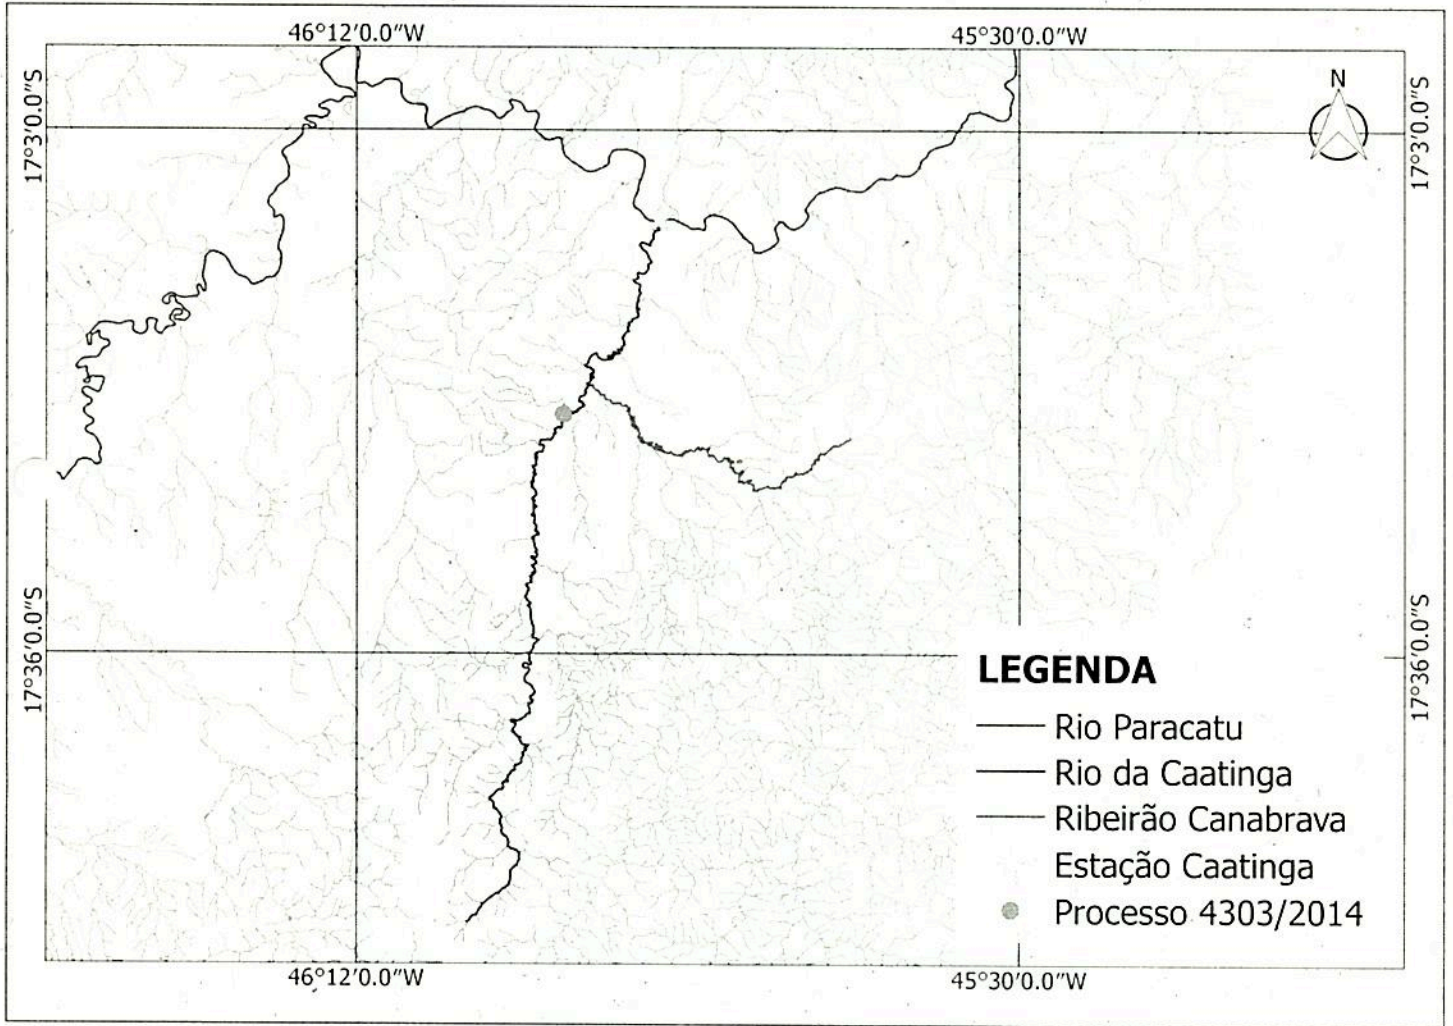 46°12'0.0"W 45°30'0.0"W
N
17°3'0.0"S 17°3'0.0"S
17°36'0.0"S 17°36'0.0"S
LEGENDA
Rio Paracatu
Rio da Caatinga
Ribeirão Canabrava
Estação Caatinga
Processo 4303/2014
46°12'0.0"W 45°30'0.0"W